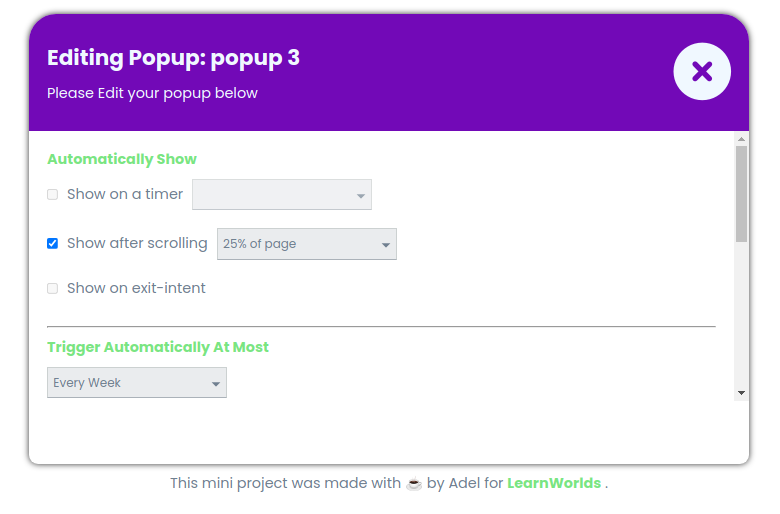 Editing Popup: popup 3
Please Edit your popup below
Automatically Show
Show on a timer
Show after scrolling 25% of page
Show on exit-intent
Trigger Automatically At Most
Every Week
This mini project was made with ☕ by Adel for LearnWorlds .